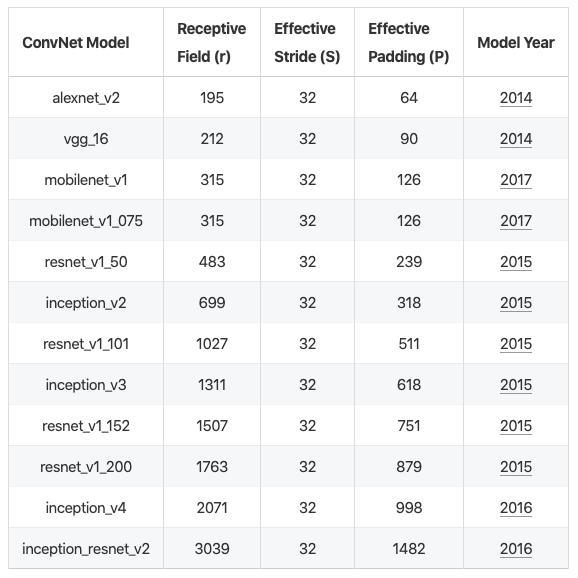 ConvNet Model Receptive Field (r) Effective Stride (S) Effective Padding (P) Model Year
alexnet_v2 195 32 64 2014
vgg_16 212 32 90 2014
mobilenet_v1 315 32 126 2017
mobilenet_v1_075 315 32 126 2017
resnet_v1_50 483 32 239 2015
inception_v2 699 32 318 2015
resnet_v1_101 1027 32 511 2015
inception_v3 1311 32 618 2015
resnet_v1_152 1507 32 751 2015
resnet_v1_200 1763 32 879 2015
inception_v4 2071 32 998 2016
inception_resnet_v2 3039 32 1482 2016